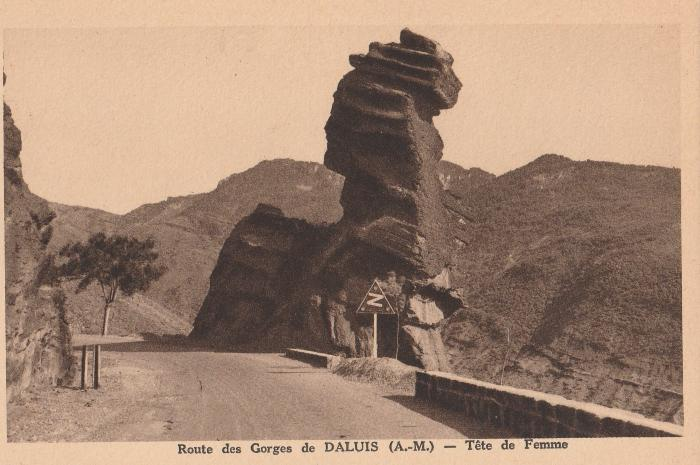 Route des Gorges de DALUIS (A.-M.) — Tête de Femme